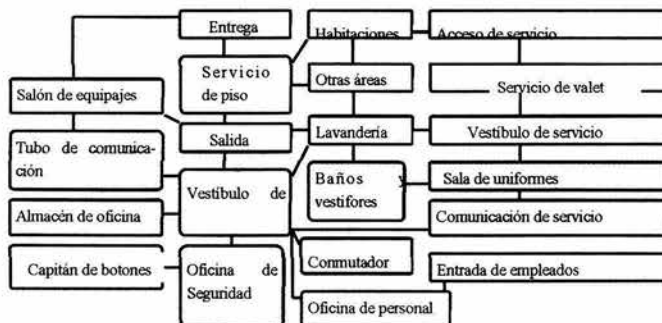 Entrega
Habitaciones
Acceso de servicio
Servicio
de piso
Otras áreas
Servicio de valet
Salón de equipajes
Salida
Lavandería
Vestíbulo de servicio
Tubo de comunica-
ción
Vestíbulo de
Baños y
vestifores
Sala de uniformes
Almacén de oficina
Comunicación de servicio
Capitán de botones
Oficina de
Seguridad
Conmutador
Entrada de empleados
Oficina de personal